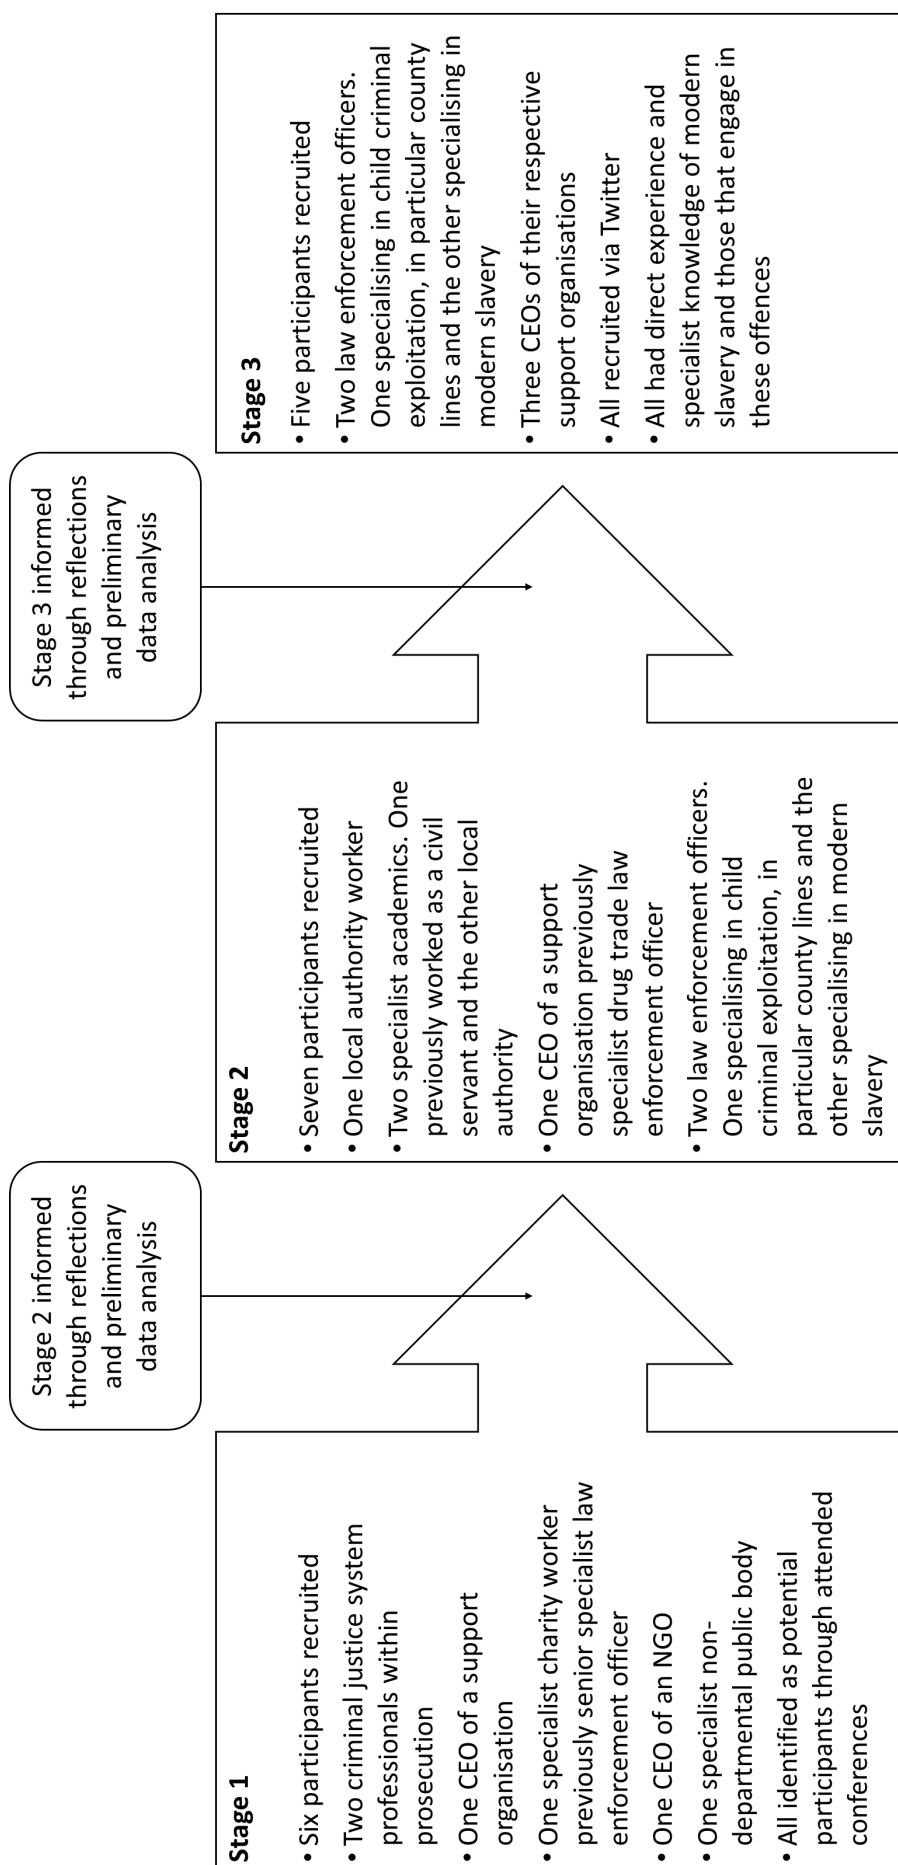 Stage 1
• Six participants recruited
• Two criminal justice system
professionals within
prosecution
• One CEO of a support
organisation
• One specialist charity worker
previously senior specialist law
enforcement officer
• One CEO of an NGO
• One specialist non-
departmental public body
• All identified as potential
participants through attended
conferences
Stage 2 informed
through reflections
and preliminary
data analysis
Stage 2
• Seven participants recruited
• One local authority worker
• Two specialist academics. One
previously worked as a civil
servant and the other local
authority
• One CEO of a support
organisation previously
specialist drug trade law
enforcement officer
• Two law enforcement officers.
One specialising in child
criminal exploitation, in
particular county lines and the
other specialising in modern
slavery
Stage 3 informed
through reflections
and preliminary
data analysis
Stage 3
• Five participants recruited
• Two law enforcement officers.
One specialising in child criminal
exploitation, in particular county
lines and the other specialising in
modern slavery
• Three CEOs of their respective
support organisations
• All recruited via Twitter
• All had direct experience and
specialist knowledge of modern
slavery and those that engage in
these offences